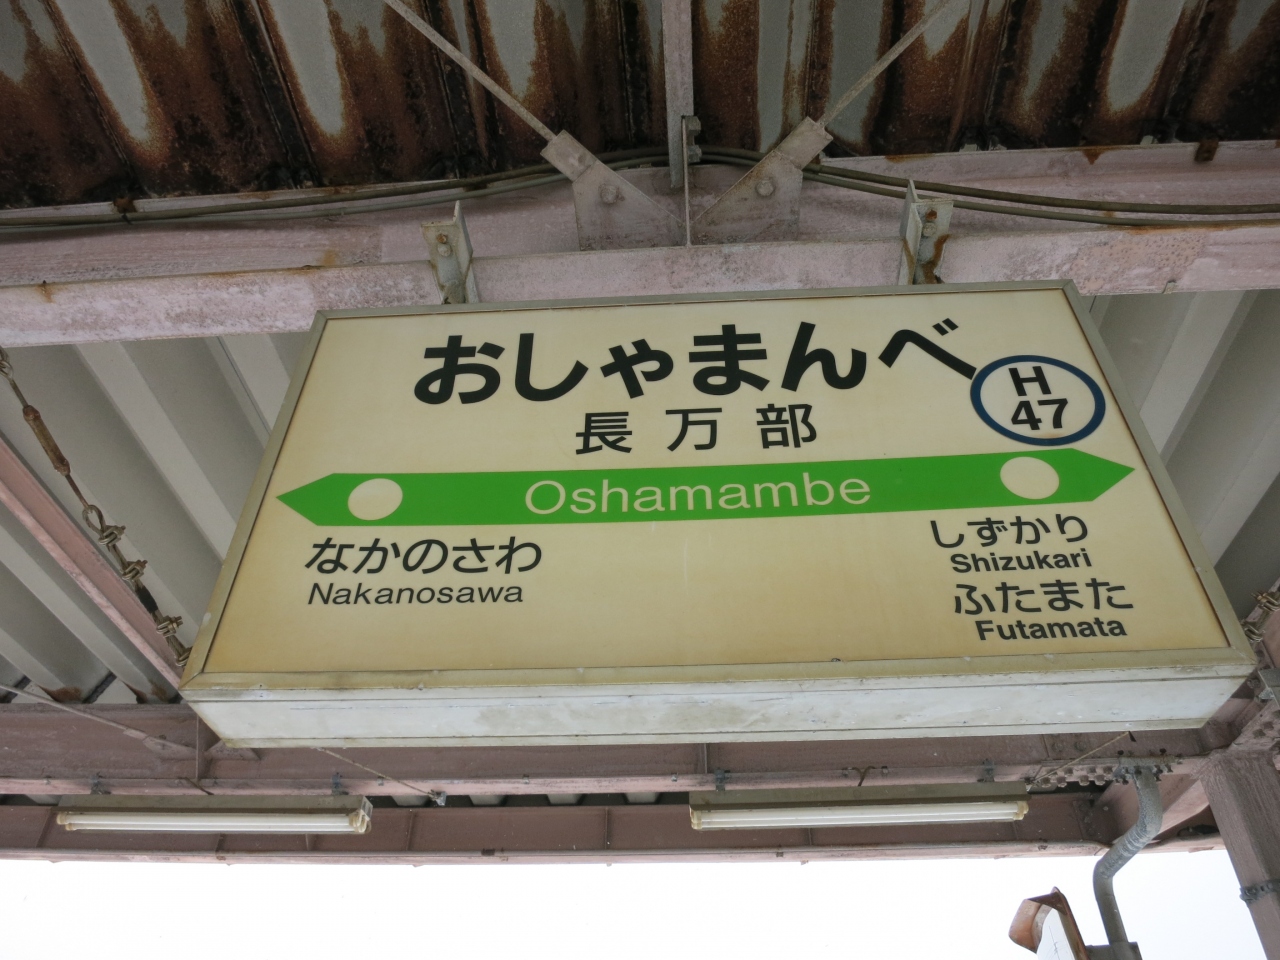 おしゃまんべ
H
47
長万部
Oshamambe
なかのさわ
Nakanosawa
しずかり
Shizukari
ふたまた
Futamata